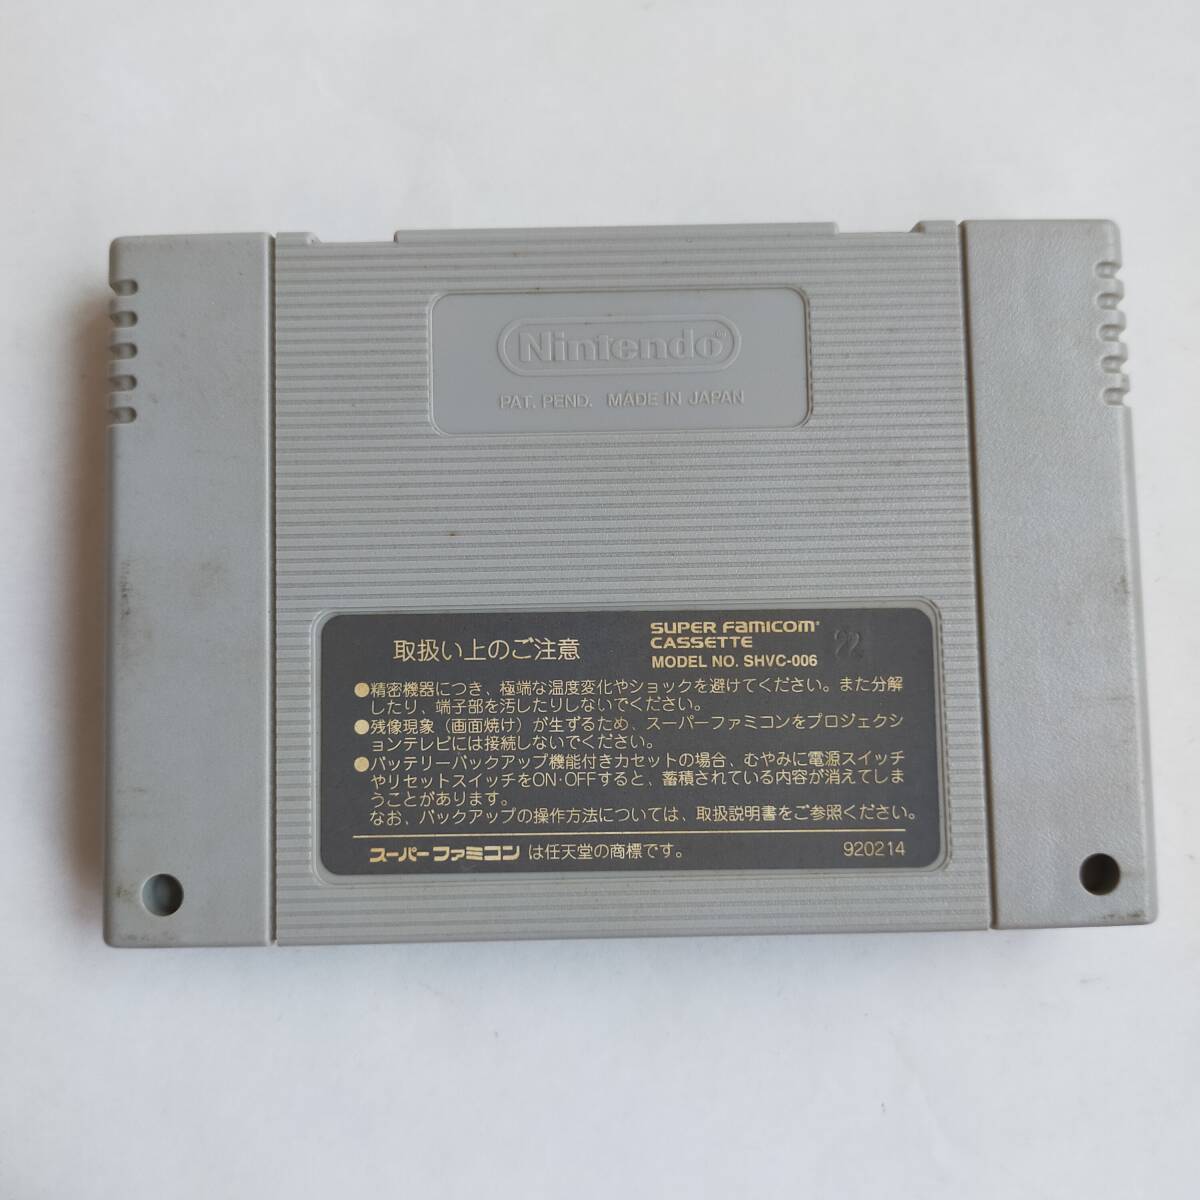 Nintendo
PAT. PEND. MADE IN JAPAN
取扱い上のご注意
SUPER FAMICOM
CASSETTE
MODEL NO. SHVC-006
22
●精密機器につき、極端な温度変化やショックを避けてください。また分解
したり、端子部を汚したりしないでください。
●残像現象（画面焼け）が生ずるため、スーパーファミコンをプロジェクシ
ョンテレビには接続しないでください。
●バッテリーバックアップ機能付きカセットの場合、むやみに電源スイッチ
やリセットスイッチをON・OFFすると、蓄積されている内容が消えてしま
うことがあります。
なお、バックアップの操作方法については、取扱説明書をご参照ください。
スーパーファミコン は任天堂の商標です。
920214